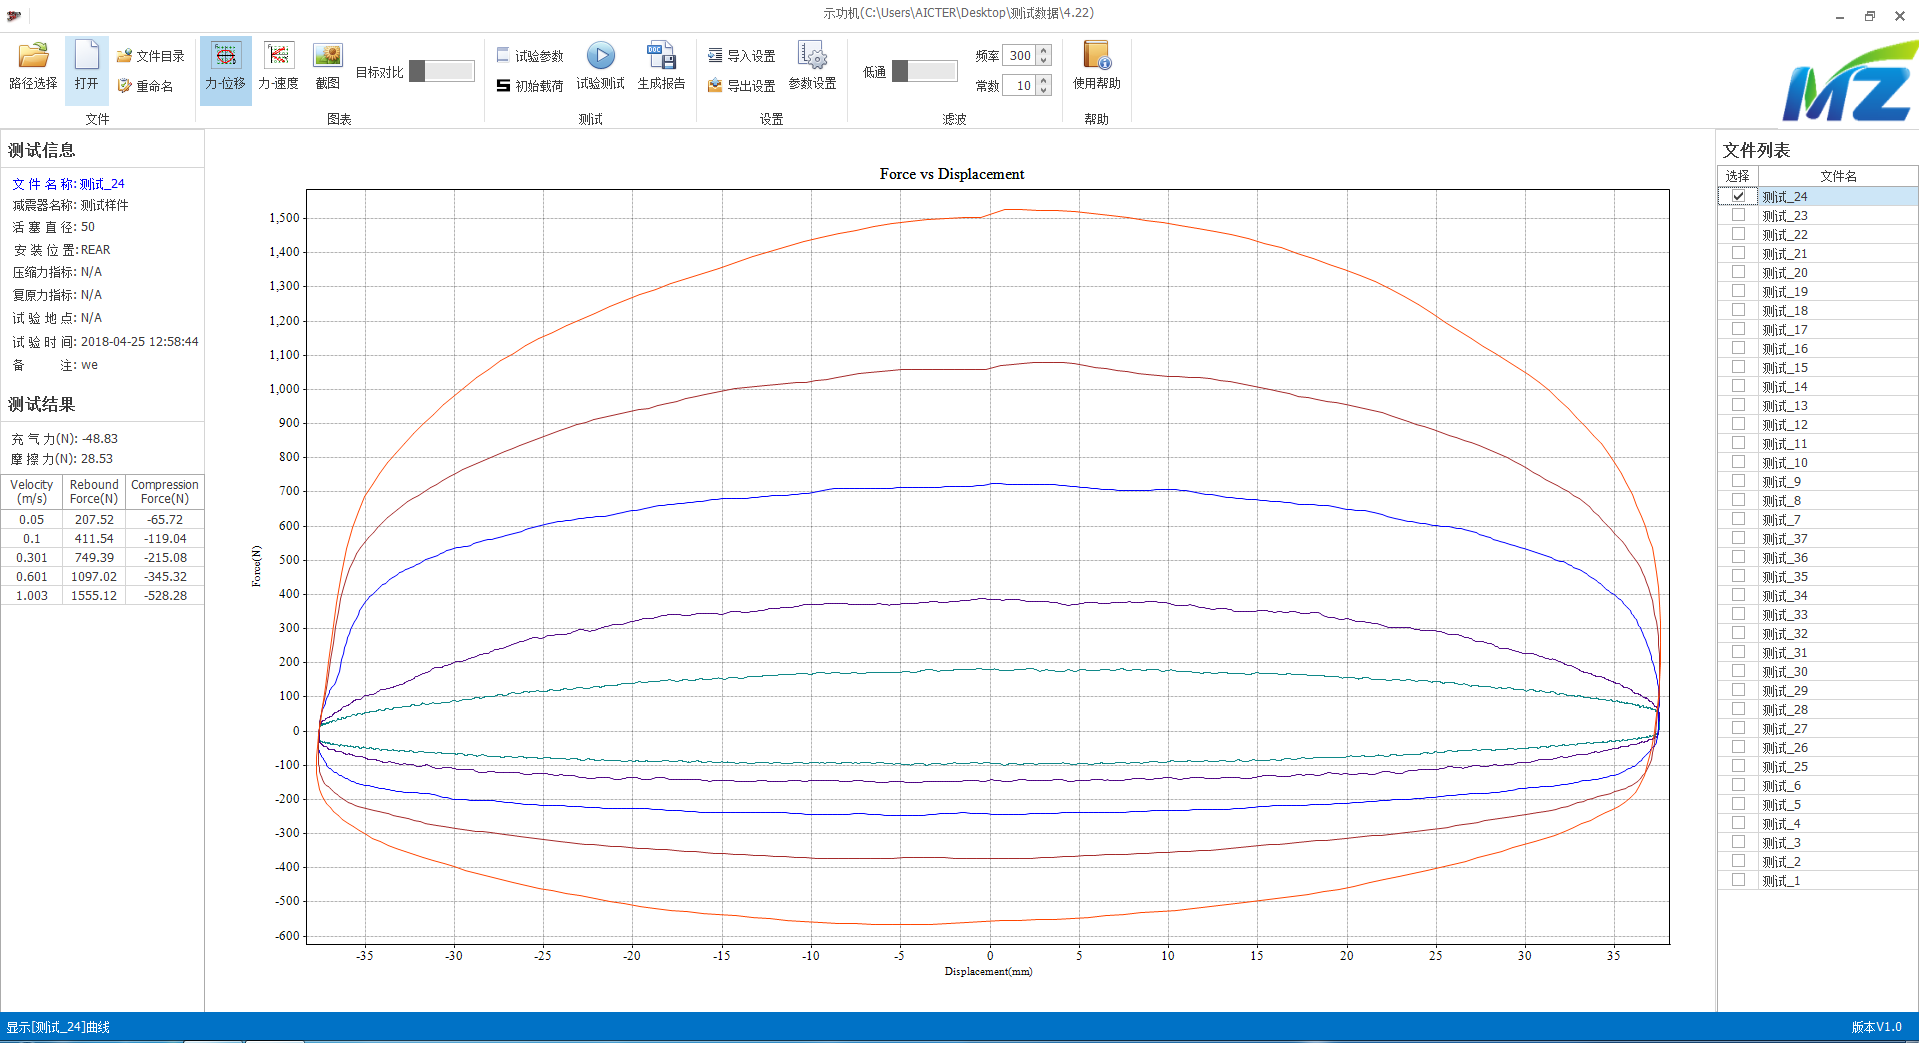 示功机(C:\Users\AICTER\Desktop\测试数据\4.22)
路径选择
打开
文件目录
重命名
文件
力-位移
力-速度
截图
目标对比
图表
试验参数
初始载荷
试验测试
生成报告
测试
导入设置
导出设置
参数设置
设置
低通
频率 300
常数 10
滤波
使用帮助
帮助
MZ
测试信息
文 件 名 称: 测试_24
减震器名称: 测试样件
活 塞 直 径: 50
安 装 位 置: REAR
压缩力指标: N/A
复原力指标: N/A
试 验 地 点: N/A
试 验 时 间: 2018-04-25 12:58:44
备 注: we
测试结果
充 气 力(N): -48.83
摩 擦 力(N): 28.53
Velocity (m/s) Rebound Force(N) Compression Force(N)
0.05 207.52 -65.72
0.1 411.54 -119.04
0.301 749.39 -215.08
0.601 1097.02 -345.32
1.003 1555.12 -528.28
Force vs Displacement
1,500
1,400
1,300
1,200
1,100
1,000
900
800
700
600
500
400
300
200
100
0
-100
-200
-300
-400
-500
-600
Force(N)
-35 -30 -25 -20 -15 -10 -5 0 5 10 15 20 25 30 35
Displacement(mm)
文件列表
选择 文件名
测试_24
测试_23
测试_22
测试_21
测试_20
测试_19
测试_18
测试_17
测试_16
测试_15
测试_14
测试_13
测试_12
测试_11
测试_10
测试_9
测试_8
测试_7
测试_37
测试_36
测试_35
测试_34
测试_33
测试_32
测试_31
测试_30
测试_29
测试_28
测试_27
测试_26
测试_25
测试_6
测试_5
测试_4
测试_3
测试_2
测试_1
显示[测试_24]曲线
版本V1.0